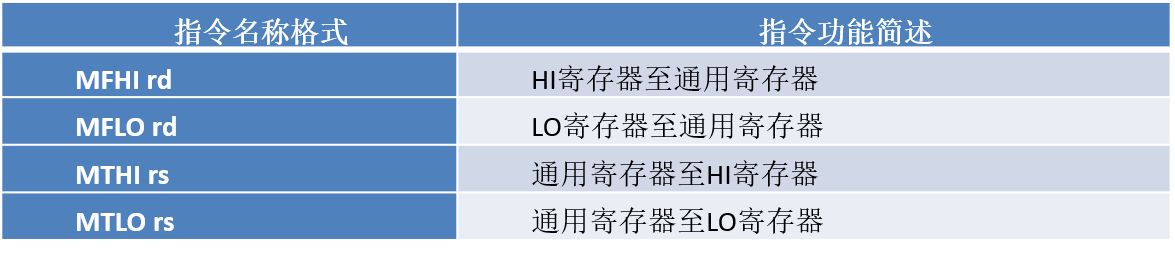 指令名称格式 指令功能简述
MFHI rd HI寄存器至通用寄存器
MFLO rd LO寄存器至通用寄存器
MTHI rs 通用寄存器至HI寄存器
MTLO rs 通用寄存器至LO寄存器